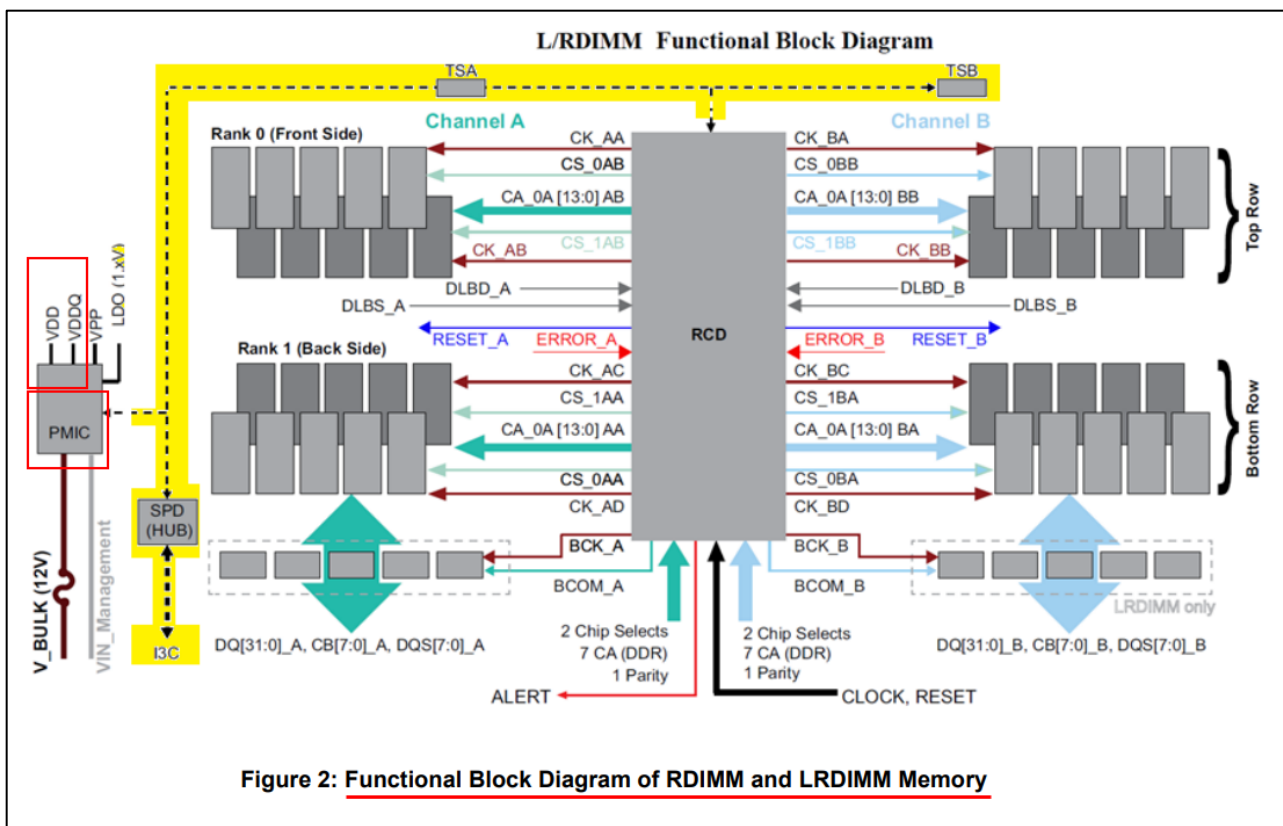 L/RDIMM Functional Block Diagram
TSA
TSB
Channel A
Channel B
Rank 0 (Front Side)
CK_AA
CS_0AB
CA_0A [13:0] AB
CS_1AB
CK_AB
CK_BA
CS_0BB
CA_0A [13:0] BB
CS_1BB
CK_BB
Top Row
DLBD_A
DLBS_A
DLBD_B
DLBS_B
RCD
RESET_A
ERROR_A
ERROR_B
RESET_B
VDD
VDDQ
VPP
LDO (1.xV)
PMIC
Rank 1 (Back Side)
CK_AC
CS_1AA
CA_0A [13:0] AA
CS_0AA
CK_AD
CK_BC
CS_1BA
CA_0A [13:0] BA
CS_0BA
CK_BD
Bottom Row
SPD
(HUB)
V_BULK (12V)
VIN_Management
I3C
BCK_A
BCOM_A
BCK_B
BCOM_B
LRDIMM only
DQ[31:0]_A, CB[7:0]_A, DQS[7:0]_A
2 Chip Selects
7 CA (DDR)
1 Parity
2 Chip Selects
7 CA (DDR)
1 Parity
DQ[31:0]_B, CB[7:0]_B, DQS[7:0]_B
ALERT
CLOCK, RESET
Figure 2: Functional Block Diagram of RDIMM and LRDIMM Memory